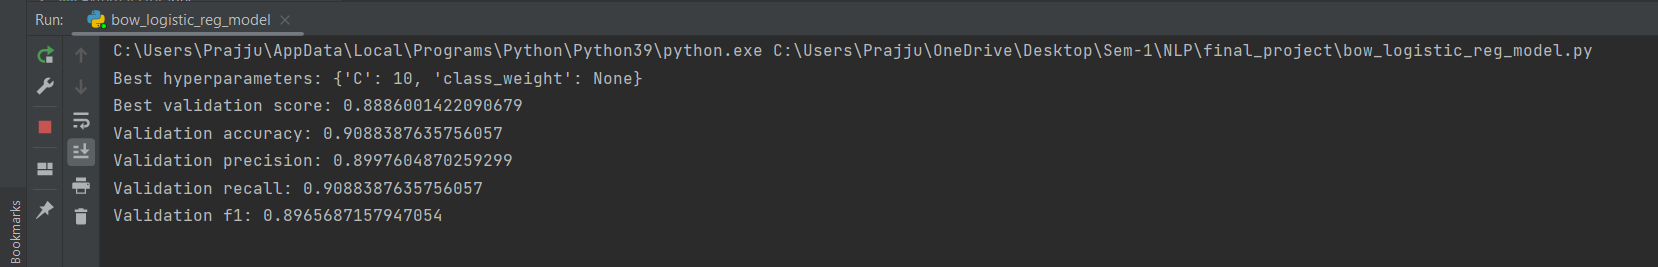 Run: bow_logistic_reg_model
C:\Users\Prajju\AppData\Local\Programs\Python\Python39\python.exe C:\Users\Prajju\OneDrive\Desktop\Sem-1\NLP\final_project\bow_logistic_reg_model.py
Best hyperparameters: {'C': 10, 'class_weight': None}
Best validation score: 0.8886001422090679
Validation accuracy: 0.9088387635756057
Validation precision: 0.8997604870259299
Validation recall: 0.9088387635756057
Validation f1: 0.8965687157947054
Bookmarks